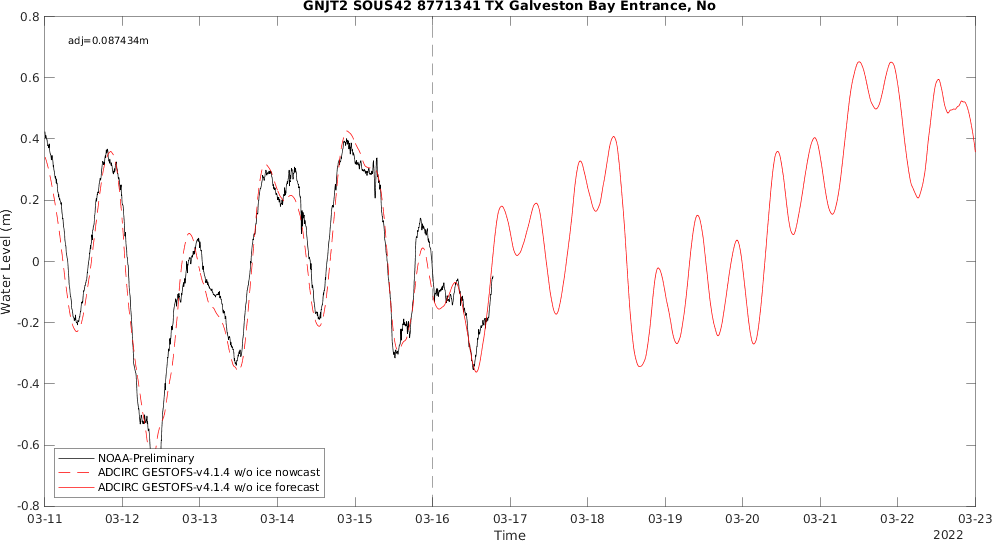 GNJT2 SOUS42 8771341 TX Galveston Bay Entrance, No
adj=0.087434m
0.8
0.6
0.4
0.2
0
-0.2
-0.4
-0.6
-0.8
Water Level (m)
NOAA-Preliminary
ADCIRC GESTOFS-v4.1.4 w/o ice nowcast
ADCIRC GESTOFS-v4.1.4 w/o ice forecast
03-11 03-12 03-13 03-14 03-15 03-16 03-17 03-18 03-19 03-20 03-21 03-22 03-23
Time
2022